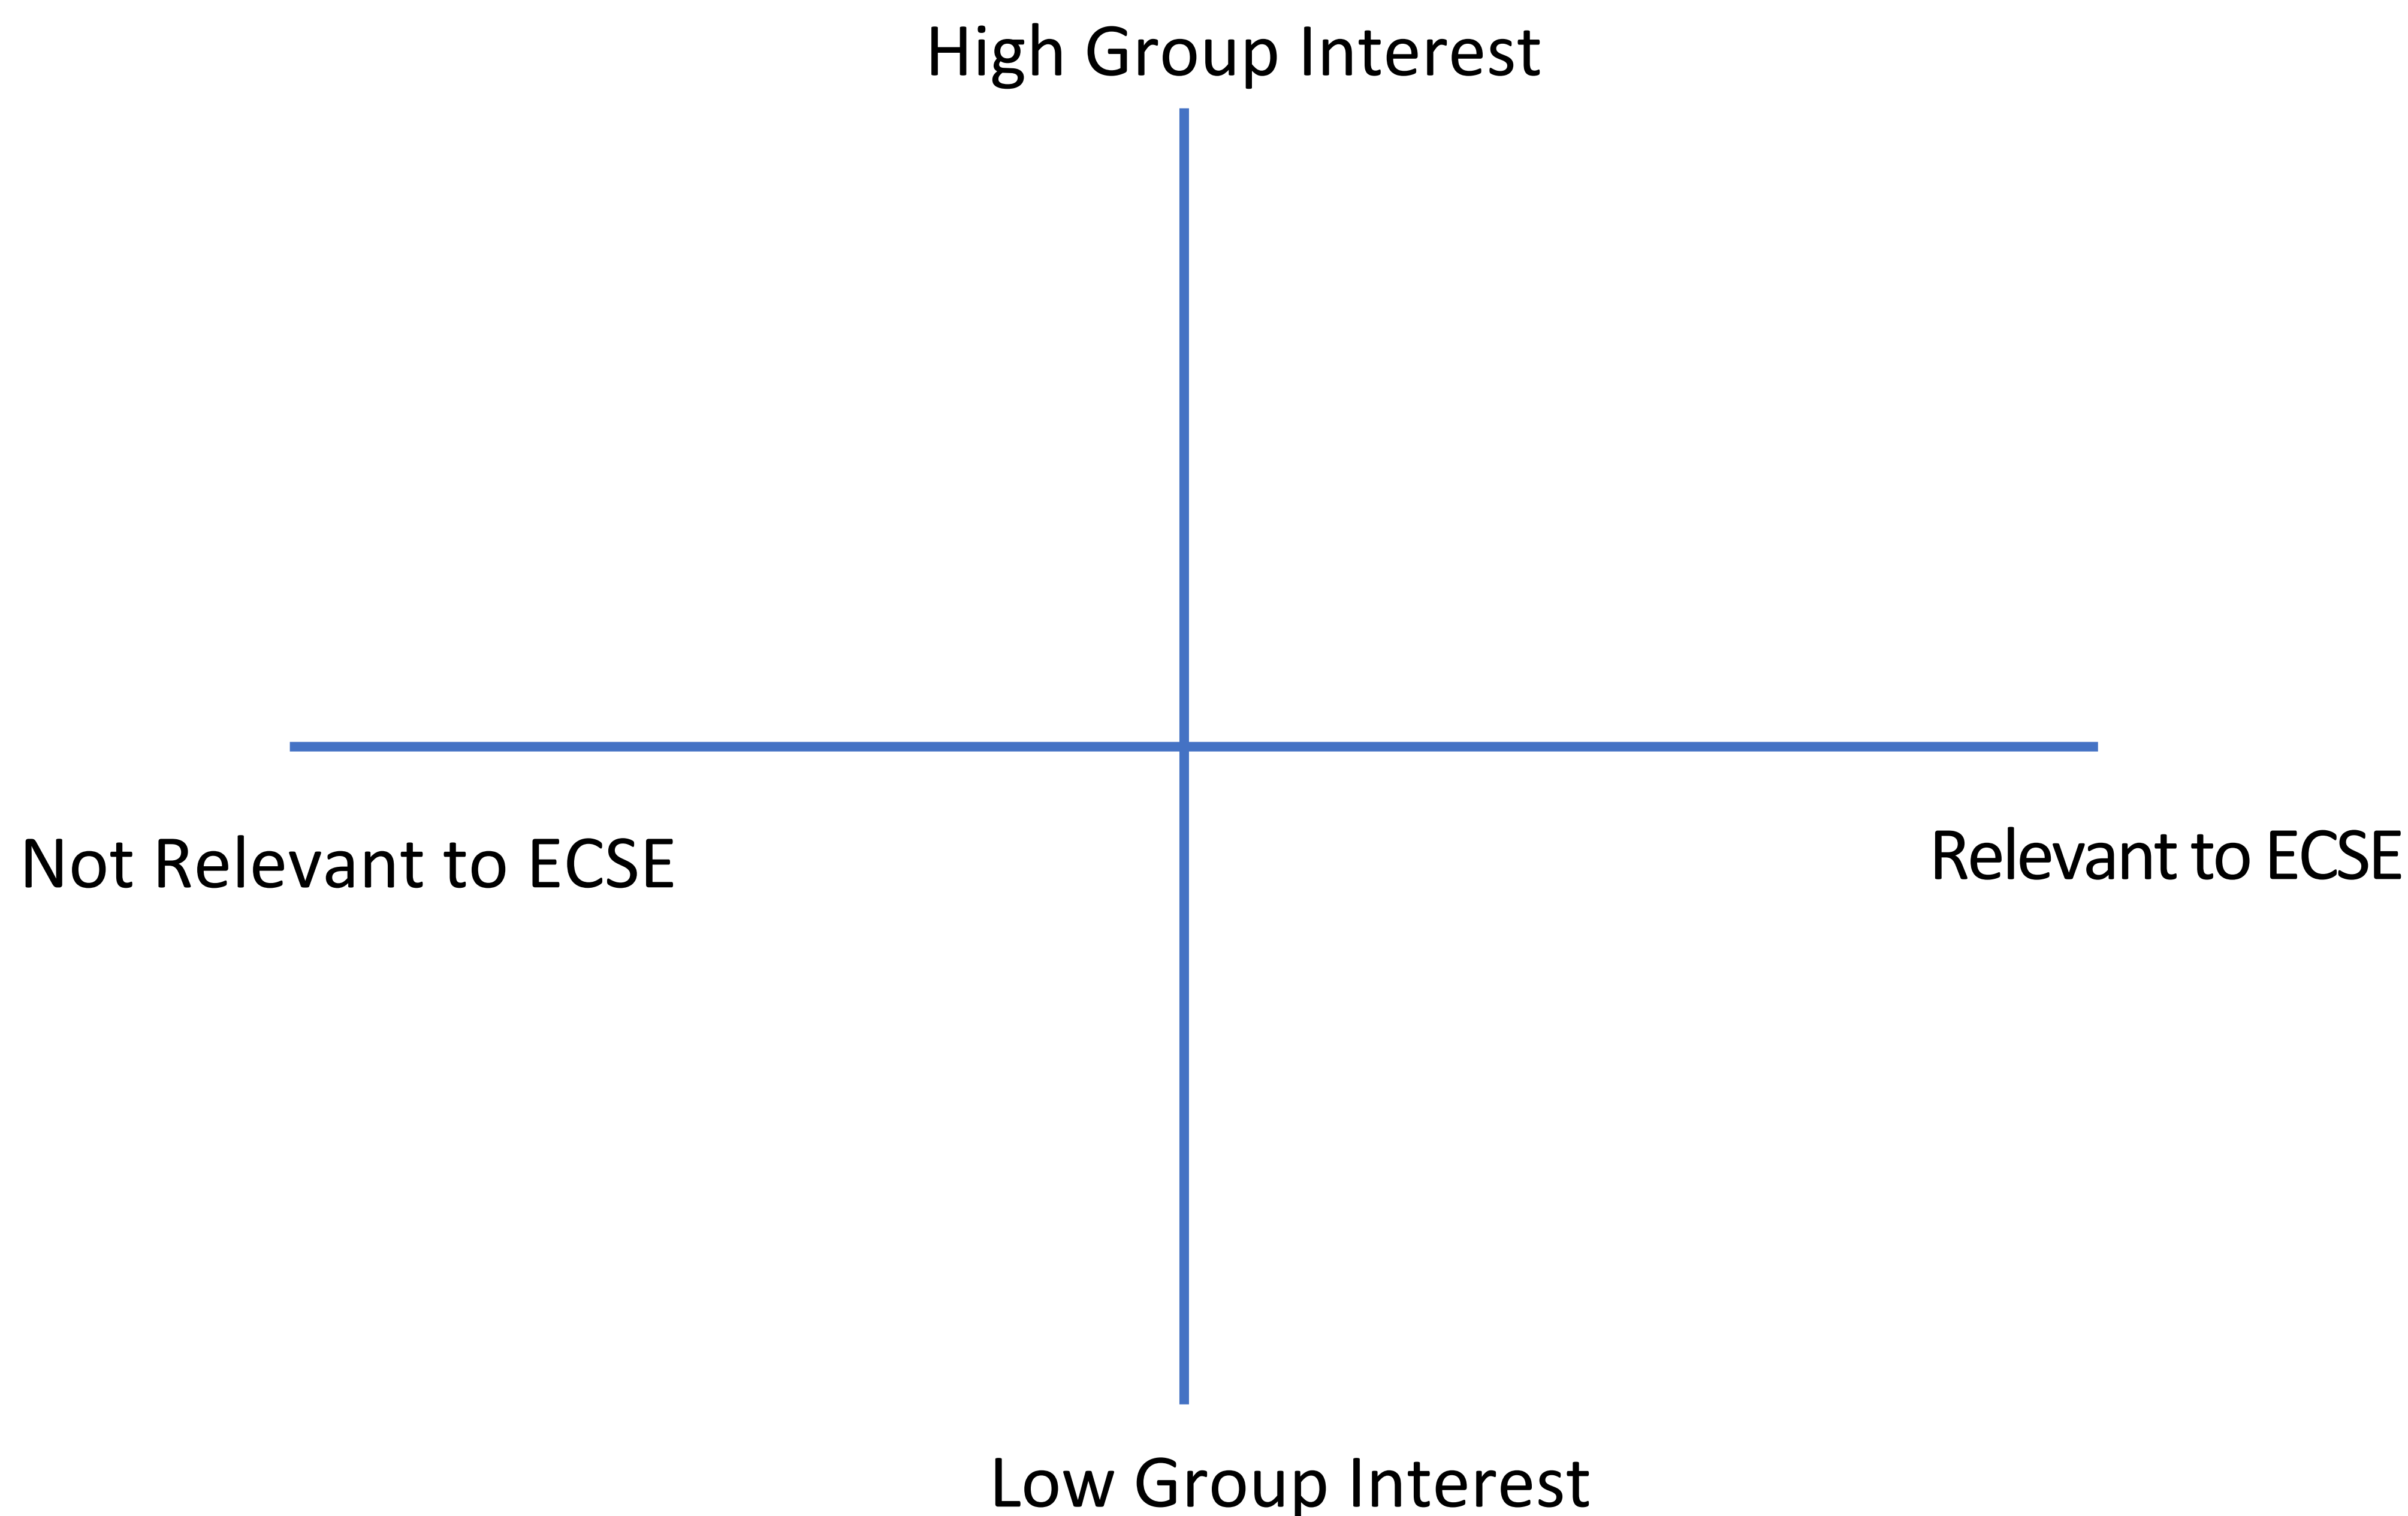 High Group Interest
Not Relevant to ECSE
Relevant to ECSE
Low Group Interest